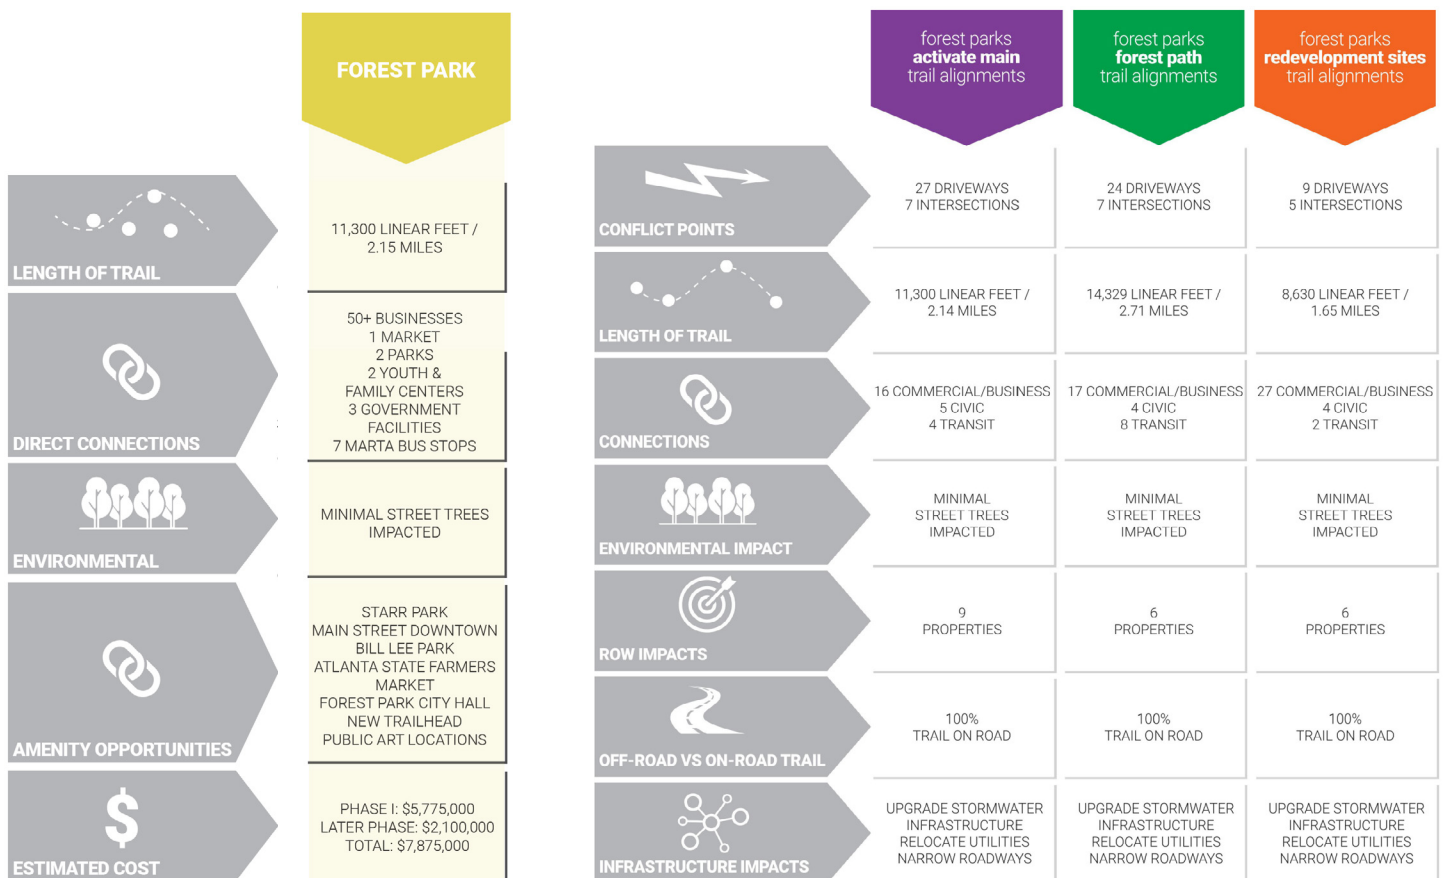 FOREST PARK
LENGTH OF TRAIL
11,300 LINEAR FEET /
2.15 MILES
DIRECT CONNECTIONS
50+ BUSINESSES
1 MARKET
2 PARKS
2 YOUTH &
FAMILY CENTERS
3 GOVERNMENT
FACILITIES
7 MARTA BUS STOPS
ENVIRONMENTAL
MINIMAL STREET TREES
IMPACTED
AMENITY OPPORTUNITIES
STARR PARK
MAIN STREET DOWNTOWN
BILL LEE PARK
ATLANTA STATE FARMERS
MARKET
FOREST PARK CITY HALL
NEW TRAILHEAD
PUBLIC ART LOCATIONS
$
ESTIMATED COST
PHASE I: $5,775,000
LATER PHASE: $2,100,000
TOTAL: $7,875,000
forest parks
activate main
trail alignments
forest parks
forest path
trail alignments
forest parks
redevelopment sites
trail alignments
CONFLICT POINTS
27 DRIVEWAYS
7 INTERSECTIONS
24 DRIVEWAYS
7 INTERSECTIONS
9 DRIVEWAYS
5 INTERSECTIONS
LENGTH OF TRAIL
11,300 LINEAR FEET /
2.14 MILES
14,329 LINEAR FEET /
2.71 MILES
8,630 LINEAR FEET /
1.65 MILES
CONNECTIONS
16 COMMERCIAL/BUSINESS
5 CIVIC
4 TRANSIT
17 COMMERCIAL/BUSINESS
4 CIVIC
8 TRANSIT
27 COMMERCIAL/BUSINESS
4 CIVIC
2 TRANSIT
ENVIRONMENTAL IMPACT
MINIMAL
STREET TREES
IMPACTED
MINIMAL
STREET TREES
IMPACTED
MINIMAL
STREET TREES
IMPACTED
ROW IMPACTS
9
PROPERTIES
6
PROPERTIES
6
PROPERTIES
OFF-ROAD VS ON-ROAD TRAIL
100%
TRAIL ON ROAD
100%
TRAIL ON ROAD
100%
TRAIL ON ROAD
INFRASTRUCTURE IMPACTS
UPGRADE STORMWATER
INFRASTRUCTURE
RELOCATE UTILITIES
NARROW ROADWAYS
UPGRADE STORMWATER
INFRASTRUCTURE
RELOCATE UTILITIES
NARROW ROADWAYS
UPGRADE STORMWATER
INFRASTRUCTURE
RELOCATE UTILITIES
NARROW ROADWAYS